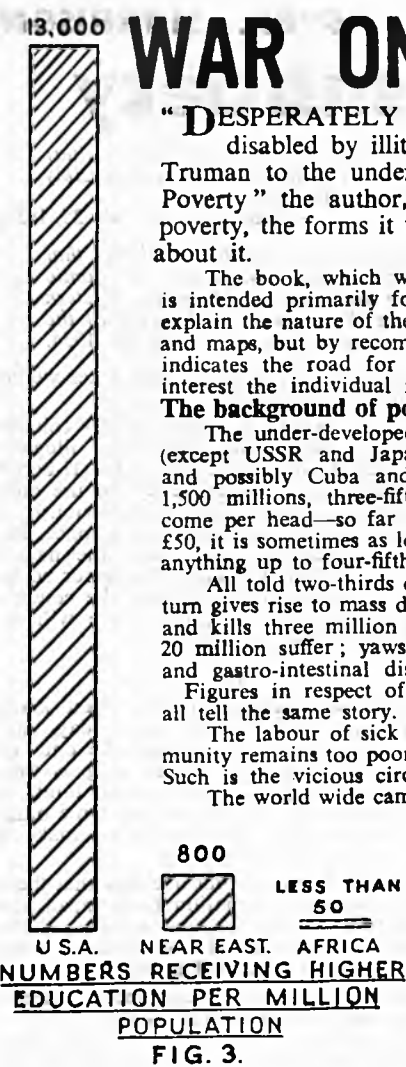 13,000
WAR ON
“DESPERATELY
disabled by illit
Truman to the under
Poverty” the author,
poverty, the forms it
about it.
The book, which w
is intended primarily fo
explain the nature of the
and maps, but by recom
indicates the road for
interest the individual
The background of po
The under-developed
(except USSR and Japa
and possibly Cuba and
1,500 millions, three-fif
come per head—so far
£50, it is sometimes as lo
anything up to four-fifth
All told two-thirds
turn gives rise to mass d
and kills three million
20 million suffer; yaws
and gastro-intestinal dis
Figures in respect of
all tell the same story.
The labour of sick
munity remains too poor
Such is the vicious circ
The world wide cam
800
LESS THAN
50
U.S.A. NEAR EAST. AFRICA
NUMBERS RECEIVING HIGHER
EDUCATION PER MILLION
POPULATION
FIG. 3.